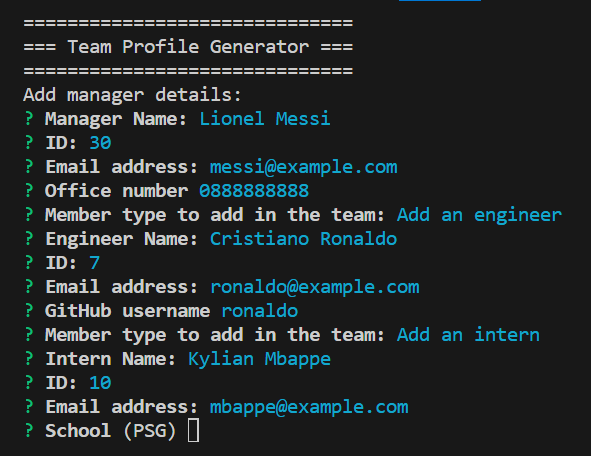 ==============================
=== Team Profile Generator ===
==============================
Add manager details:
? Manager Name: Lionel Messi
? ID: 30
? Email address: messi@example.com
? Office number 0888888888
? Member type to add in the team: Add an engineer
? Engineer Name: Cristiano Ronaldo
? ID: 7
? Email address: ronaldo@example.com
? GitHub username ronaldo
? Member type to add in the team: Add an intern
? Intern Name: Kylian Mbappe
? ID: 10
? Email address: mbappe@example.com
? School (PSG)